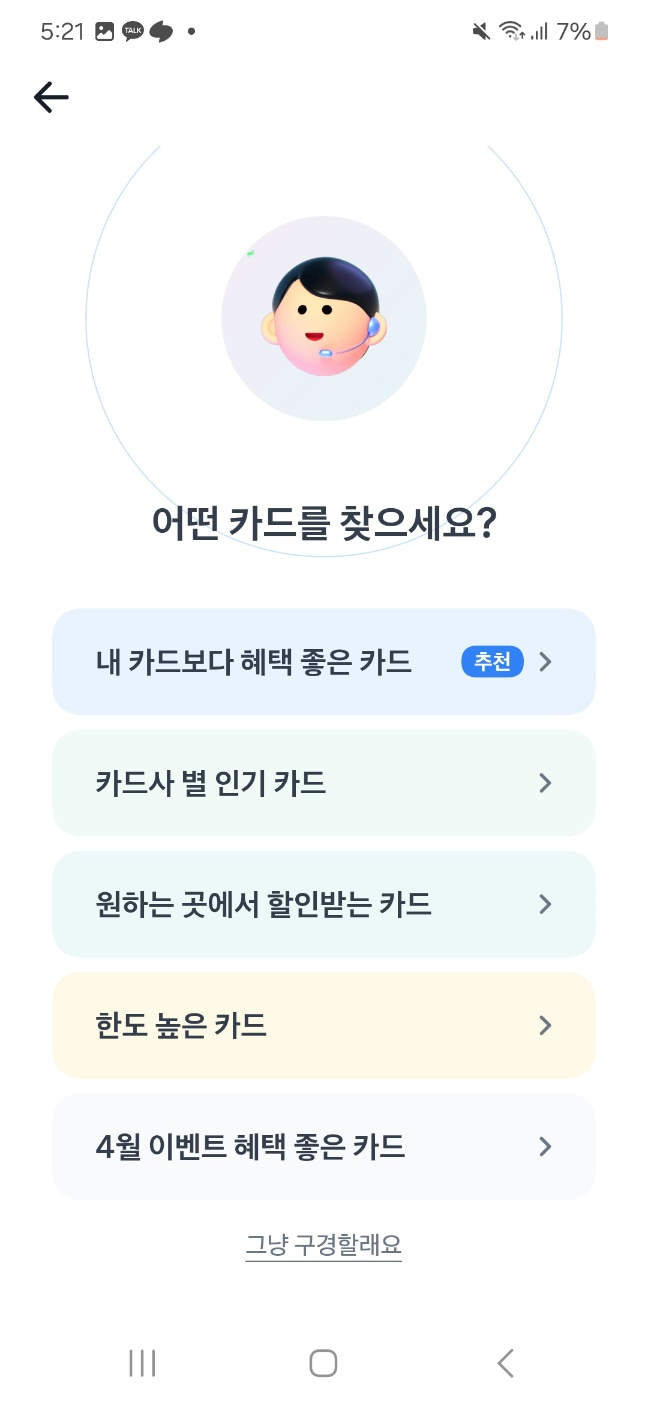 5:21 TALK 7%
어떤 카드를 찾으세요?
내 카드보다 혜택 좋은 카드 추천
카드사 별 인기 카드
원하는 곳에서 할인받는 카드
한도 높은 카드
4월 이벤트 혜택 좋은 카드
그냥 구경할래요